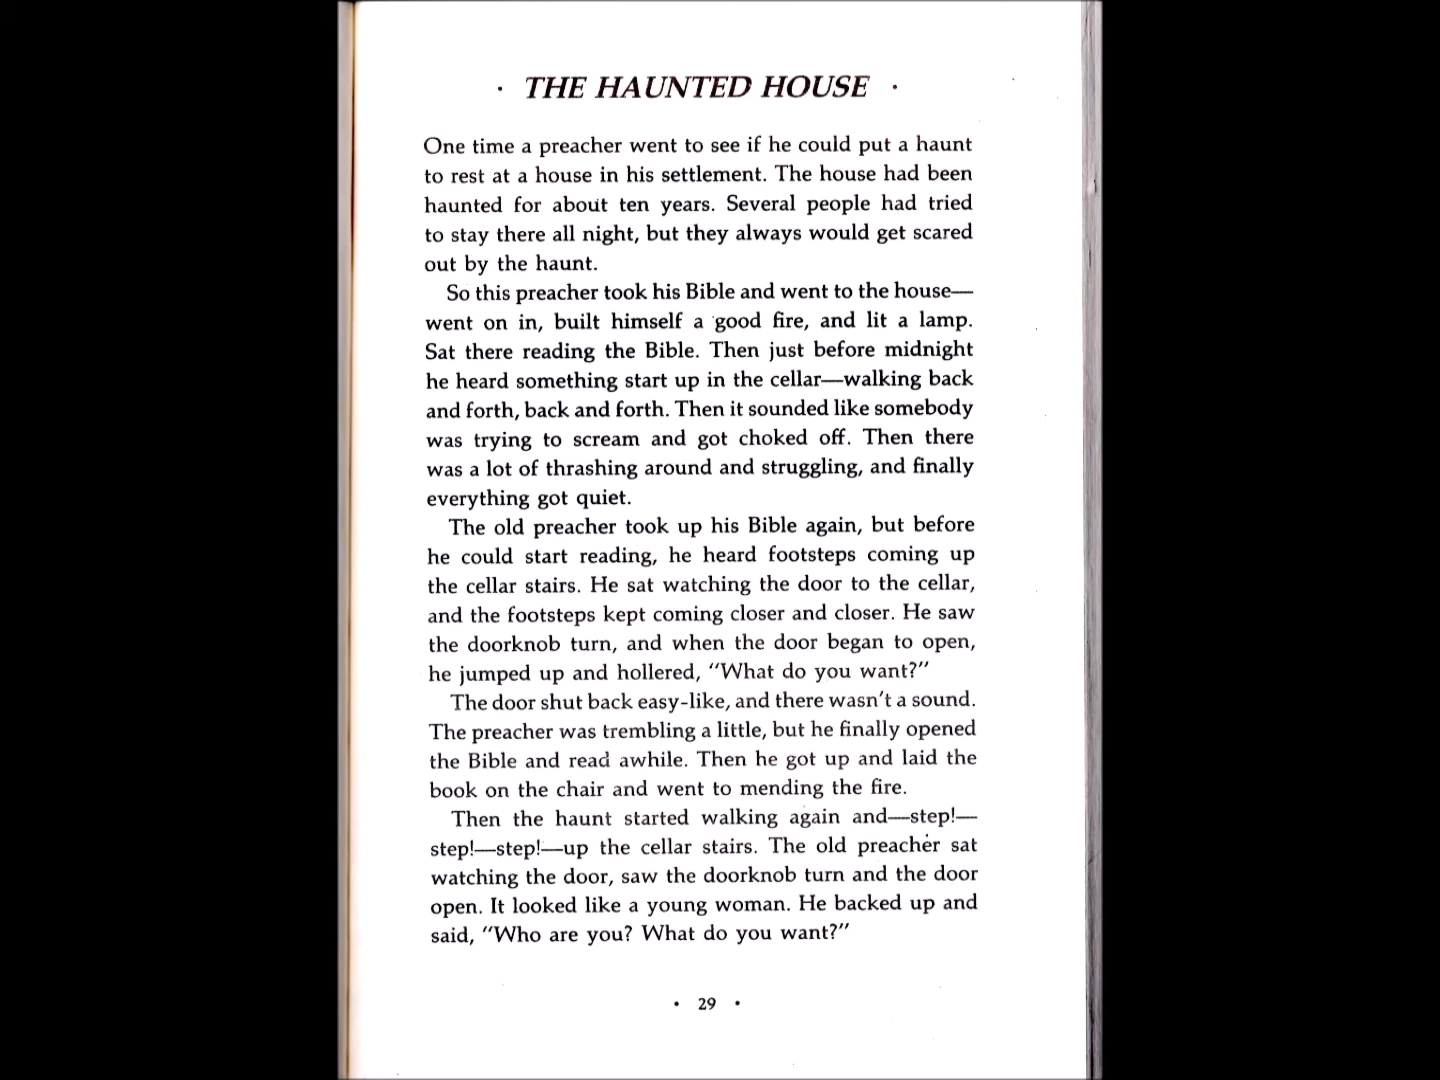 · THE HAUNTED HOUSE ·
One time a preacher went to see if he could put a haunt
to rest at a house in his settlement. The house had been
haunted for about ten years. Several people had tried
to stay there all night, but they always would get scared
out by the haunt.
So this preacher took his Bible and went to the house—
went on in, built himself a good fire, and lit a lamp.
Sat there reading the Bible. Then just before midnight
he heard something start up in the cellar—walking back
and forth, back and forth. Then it sounded like somebody
was trying to scream and got choked off. Then there
was a lot of thrashing around and struggling, and finally
everything got quiet.
The old preacher took up his Bible again, but before
he could start reading, he heard footsteps coming up
the cellar stairs. He sat watching the door to the cellar,
and the footsteps kept coming closer and closer. He saw
the doorknob turn, and when the door began to open,
he jumped up and hollered, “What do you want?”
The door shut back easy-like, and there wasn’t a sound.
The preacher was trembling a little, but he finally opened
the Bible and read awhile. Then he got up and laid the
book on the chair and went to mending the fire.
Then the haunt started walking again and—step!—
step!—step!—up the cellar stairs. The old preacher sat
watching the door, saw the doorknob turn and the door
open. It looked like a young woman. He backed up and
said, “Who are you? What do you want?”
· 29 ·